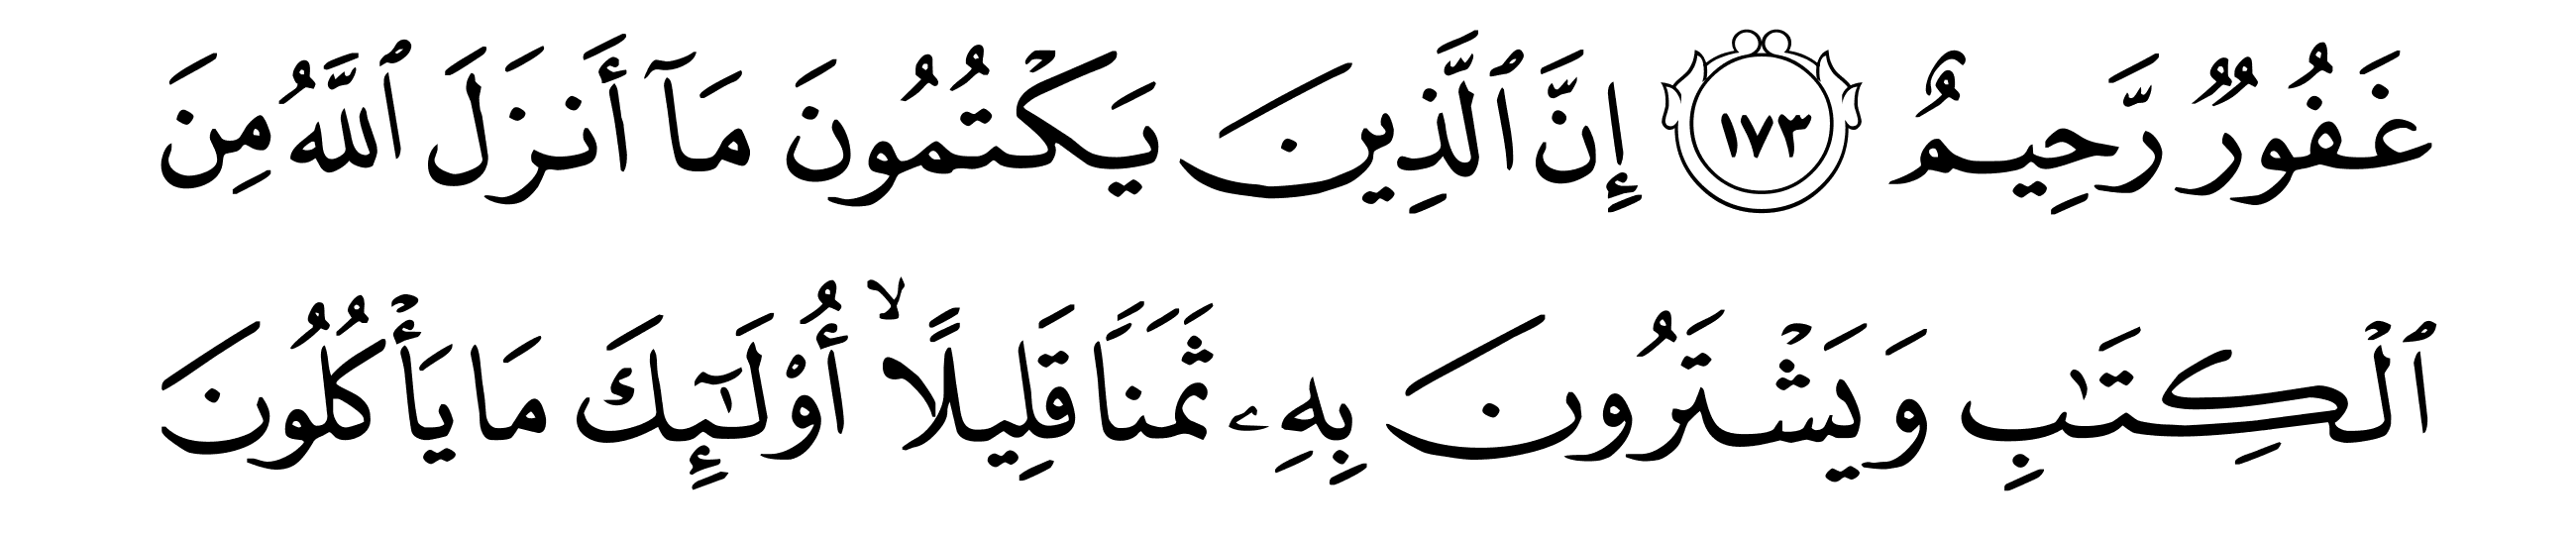 غَفُورٌ رَّحِيمٌ ١٧٣ إِنَّ ٱلَّذِينَ يَكْتُمُونَ مَآ أَنزَلَ ٱللَّهُ مِنَ
ٱلْكِتَٰبِ وَيَشْتَرُونَ بِهِۦ ثَمَنًا قَلِيلًا ۙ أُو۟لَٰٓئِكَ مَا يَأْكُلُونَ